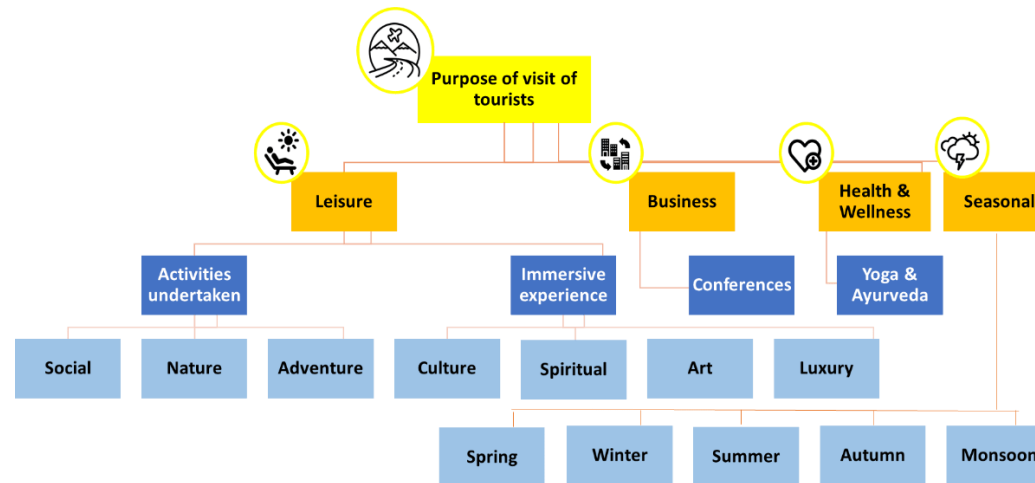 Purpose of visit of
tourists
Leisure
Business
Health &
Wellness
Seasonal
Activities
undertaken
Immersive
experience
Conferences
Yoga &
Ayurveda
Social
Nature
Adventure
Culture
Spiritual
Art
Luxury
Spring
Winter
Summer
Autumn
Monsoon